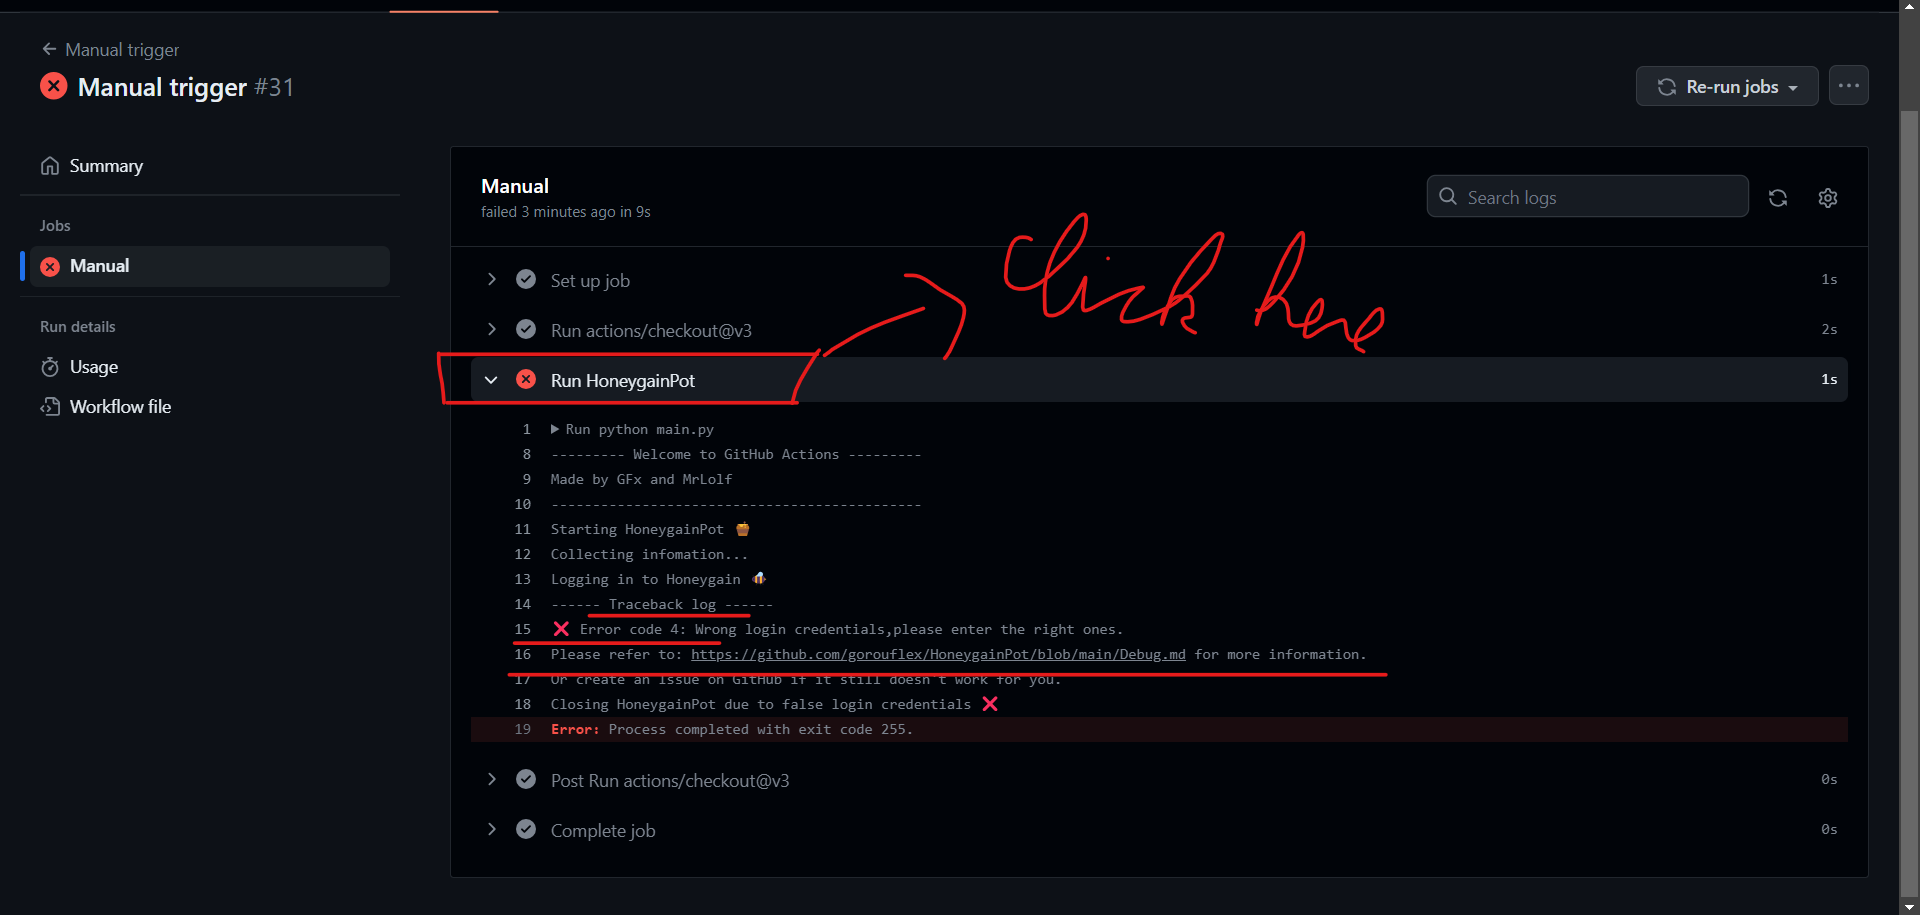 Manual trigger
Manual trigger #31
Re-run jobs
Summary
Jobs
Manual
Run details
Usage
Workflow file
Manual
failed 3 minutes ago in 9s
Search logs
Click here
Set up job 1s
Run actions/checkout@v3 2s
Run HoneygainPot 1s
1 Run python main.py
8 --------- Welcome to GitHub Actions ---------
9 Made by GFx and MrLolf
10 ---------------------------------------------
11 Starting HoneygainPot 🍯
12 Collecting infomation...
13 Logging in to Honeygain 🐝
14 ------ Traceback log ------
15 ❌ Error code 4: Wrong login credentials,please enter the right ones.
16 Please refer to: https://github.com/gorouflex/HoneygainPot/blob/main/Debug.md for more information.
17 Or create an Issue on GitHub if it still doesn't work for you.
18 Closing HoneygainPot due to false login credentials ❌
19 Error: Process completed with exit code 255.
Post Run actions/checkout@v3 0s
Complete job 0s